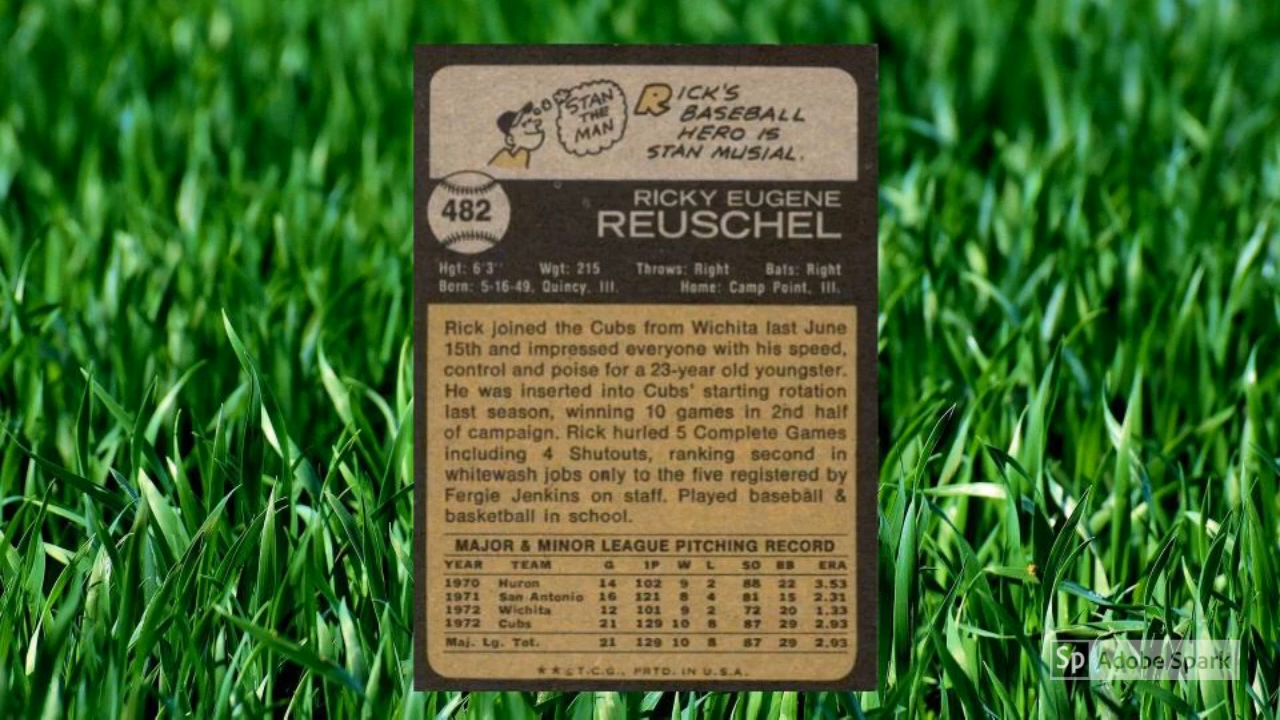 STAN
THE
MAN
RICK'S
BASEBALL
HERO IS
STAN MUSIAL.
482
RICKY EUGENE
REUSCHEL
Hgt: 6'3" Wgt: 215 Throws: Right Bats: Right
Born: 5-16-49, Quincy, Ill. Home: Camp Point, Ill.
Rick joined the Cubs from Wichita last June
15th and impressed everyone with his speed,
control and poise for a 23-year old youngster.
He was inserted into Cubs' starting rotation
last season, winning 10 games in 2nd half
of campaign. Rick hurled 5 Complete Games
including 4 Shutouts, ranking second in
whitewash jobs only to the five registered by
Fergie Jenkins on staff. Played baseball &
basketball in school.
MAJOR & MINOR LEAGUE PITCHING RECORD
YEAR TEAM G IP W L SO BB ERA
1970 Huron 14 102 9 2 88 22 3.53
1971 San Antonio 16 121 8 4 81 15 2.31
1972 Wichita 12 101 9 2 72 20 1.33
1972 Cubs 21 129 10 8 87 29 2.93
Maj. Lg. Tot. 21 129 10 8 87 29 2.93
★★©T.C.G., PRTD. IN U.S.A.
Sp Adobe Spark